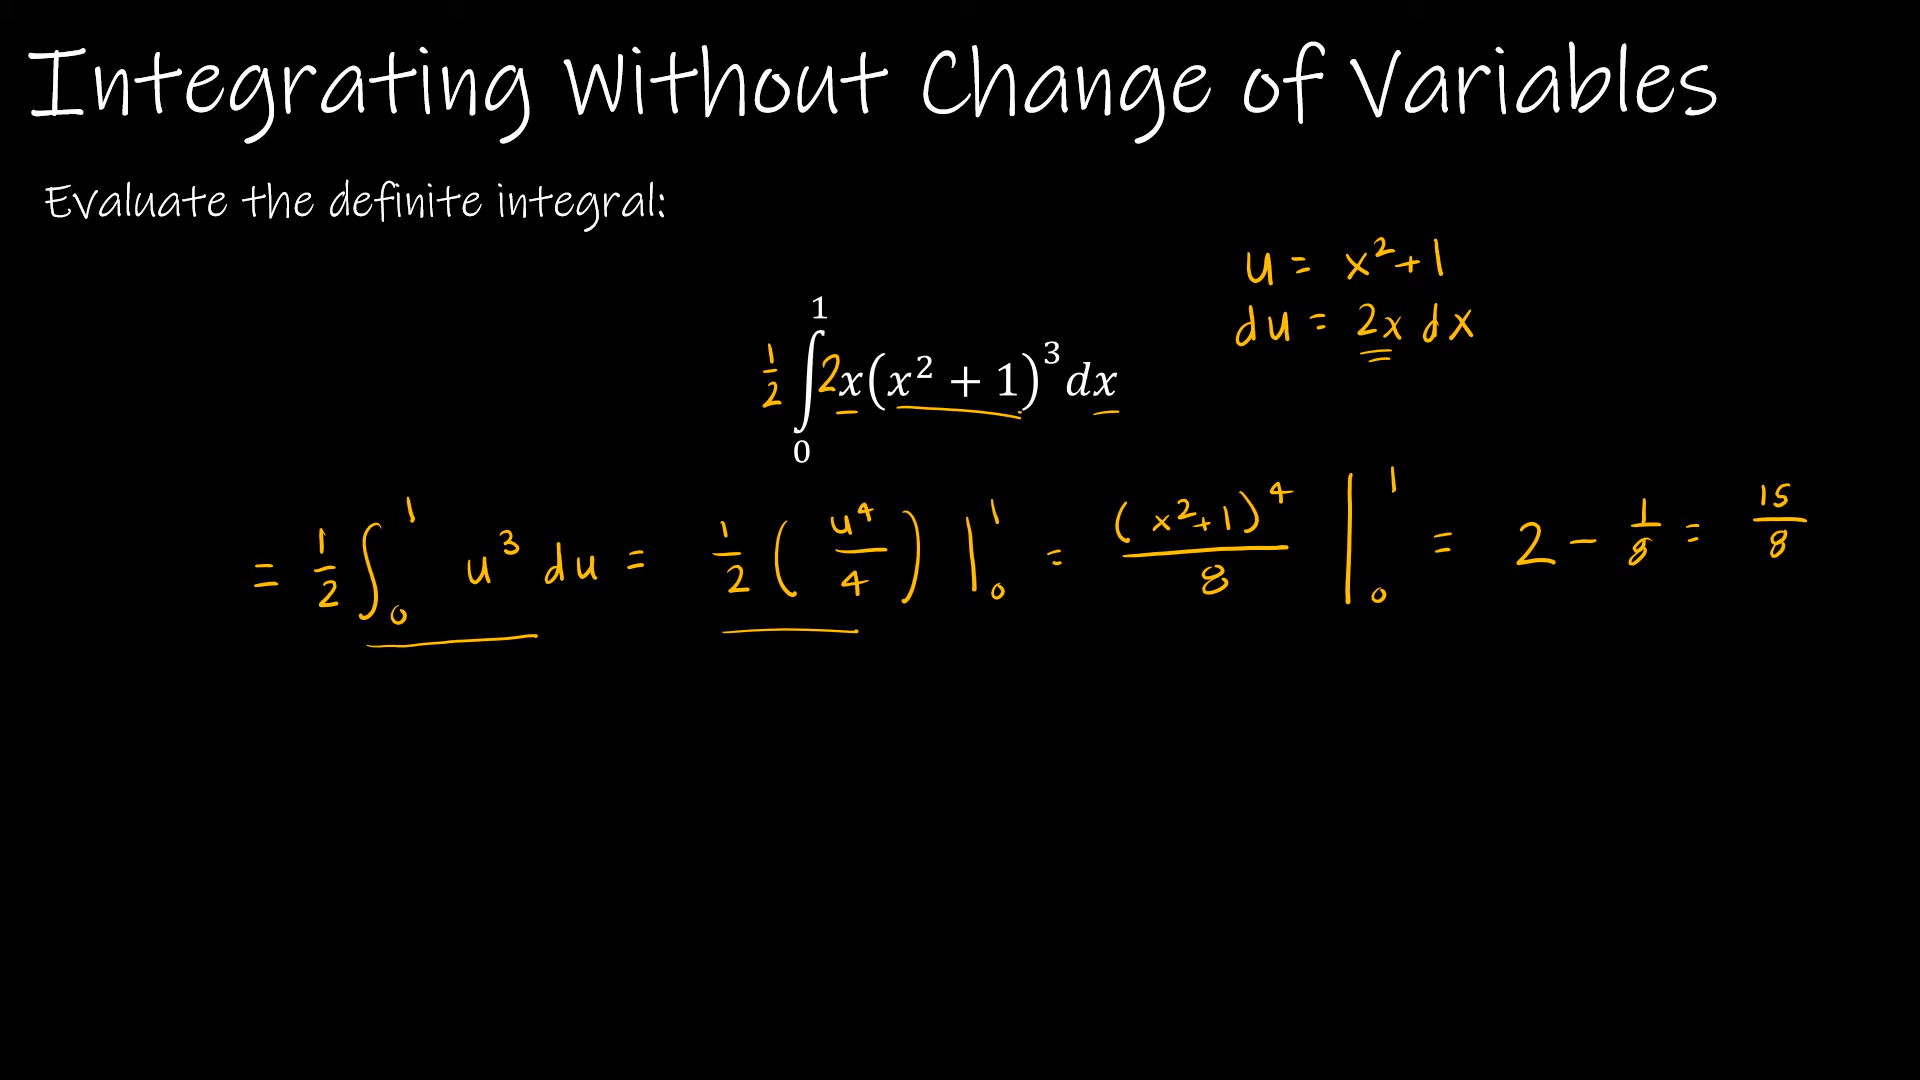 Integrating Without Change of Variables
Evaluate the definite integral:
u = x² + 1
du = 2x dx
½ ∫₀¹ 2x(x² + 1)³ dx
= ½ ∫₀¹ u³ du = ½ (u⁴/4) |₀¹ = (x²+1)⁴/8 |₀¹ = 2 − 1/8 = 15/8